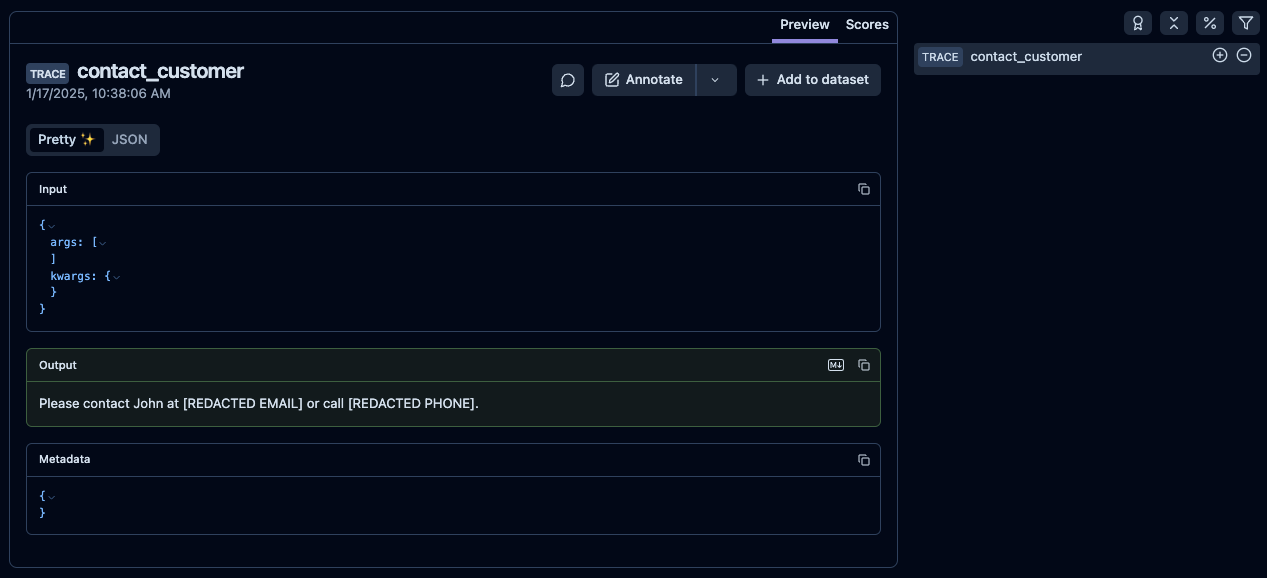 Preview Scores
TRACE contact_customer
1/17/2025, 10:38:06 AM
Annotate
Add to dataset
Pretty ✨ JSON
Input
{
args: [
]
kwargs: {
}
}
Output
M↓
Please contact John at [REDACTED EMAIL] or call [REDACTED PHONE].
Metadata
{
}
TRACE contact_customer